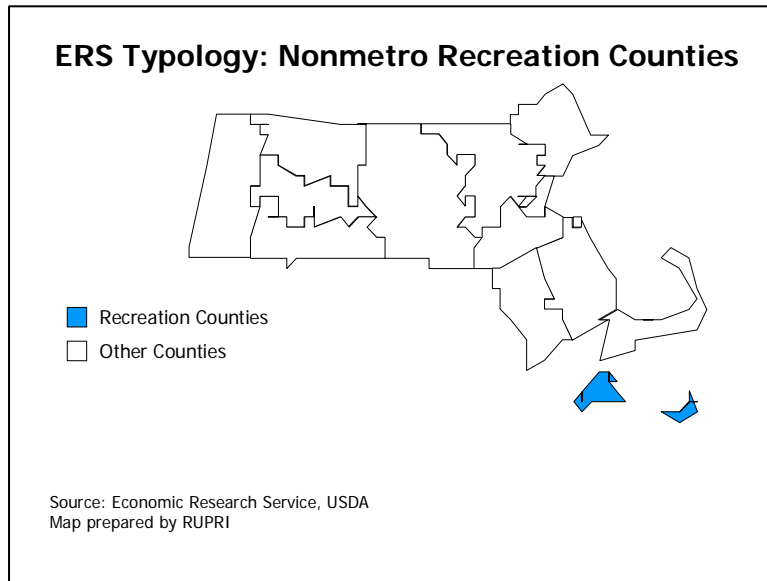 ERS Typology: Nonmetro Recreation Counties
Recreation Counties
Other Counties
Source: Economic Research Service, USDA
Map prepared by RUPRI